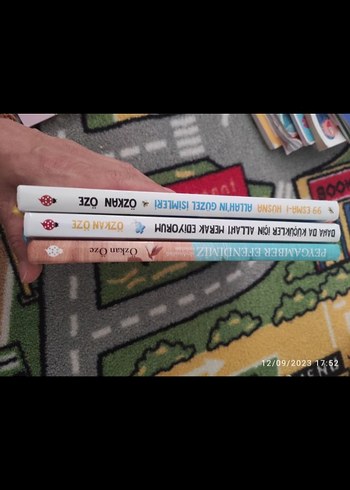 99 ESMA-İ HÜSNA ALLAH'IN GÜZEL İSİMLERİ ÖZKAN ÖZE
DAHA DA KÜÇÜKLER İÇİN ALLAH'I MERAK EDİYORUM ÖZKAN ÖZE
PEYGAMBER EFENDİMİZ Özkan Öze
12/09/2023 17:52